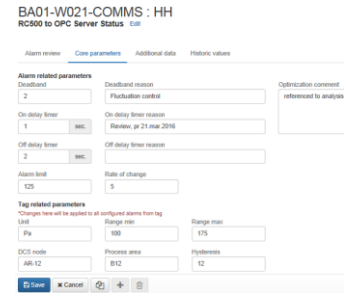 BA01-W021-COMMS : HH
RC500 to OPC Server Status Edit
Alarm review Core parameters Additional data Historic values
Alarm related parameters
Deadband Deadband reason Optimization comment
2 Fluctuation control referenced to analysis
On delay timer On delay timer reason
1 sec. Review, pr 21.mar 2016
Off delay timer Off delay timer reason
2 sec.
Alarm limit Rate of change
125 5
Tag related parameters
*Changes here will be applied to all configured alarms from tag
Unit Range min Range max
Pa 100 175
DCS node Process area Hysteresis
AR-12 B12 12
Save Cancel